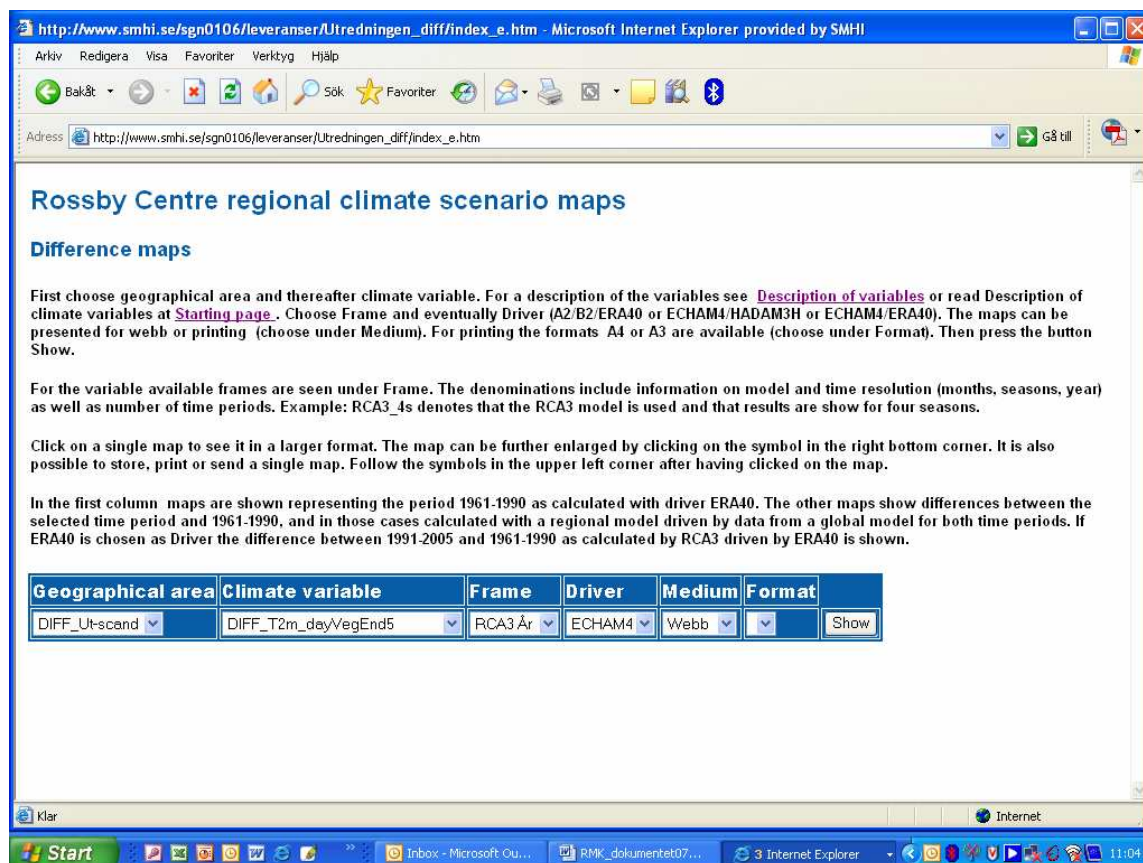 http://www.smhi.se/sgn0106/leveranser/Utredningen_diff/index_e.htm - Microsoft Internet Explorer provided by SMHI
Arkiv Redigera Visa Favoriter Verktyg Hjälp
Bakåt Sök Favoriter
Adress http://www.smhi.se/sgn0106/leveranser/Utredningen_diff/index_e.htm Gå till
Rossby Centre regional climate scenario maps
Difference maps
First choose geographical area and thereafter climate variable. For a description of the variables see Description of variables or read Description of
climate variables at Starting page . Choose Frame and eventually Driver (A2/B2/ERA40 or ECHAM4/HADAM3H or ECHAM4/ERA40). The maps can be
presented for webb or printing (choose under Medium). For printing the formats A4 or A3 are available (choose under Format). Then press the button
Show.
For the variable available frames are seen under Frame. The denominations include information on model and time resolution (months, seasons, year)
as well as number of time periods. Example: RCA3_4s denotes that the RCA3 model is used and that results are show for four seasons.
Click on a single map to see it in a larger format. The map can be further enlarged by clicking on the symbol in the right bottom corner. It is also
possible to store, print or send a single map. Follow the symbols in the upper left corner after having clicked on the map.
In the first column maps are shown representing the period 1961-1990 as calculated with driver ERA40. The other maps show differences between the
selected time period and 1961-1990, and in those cases calculated with a regional model driven by data from a global model for both time periods. If
ERA40 is chosen as Driver the difference between 1991-2005 and 1961-1990 as calculated by RCA3 driven by ERA40 is shown.
Geographical area Climate variable Frame Driver Medium Format
DIFF_Ut-scand DIFF_T2m_dayVegEnd5 RCA3 År ECHAM4 Webb Show
Klar Internet
Start Inbox - Microsoft Ou... RMK_dokumentet07... 3 Internet Explorer 11:04